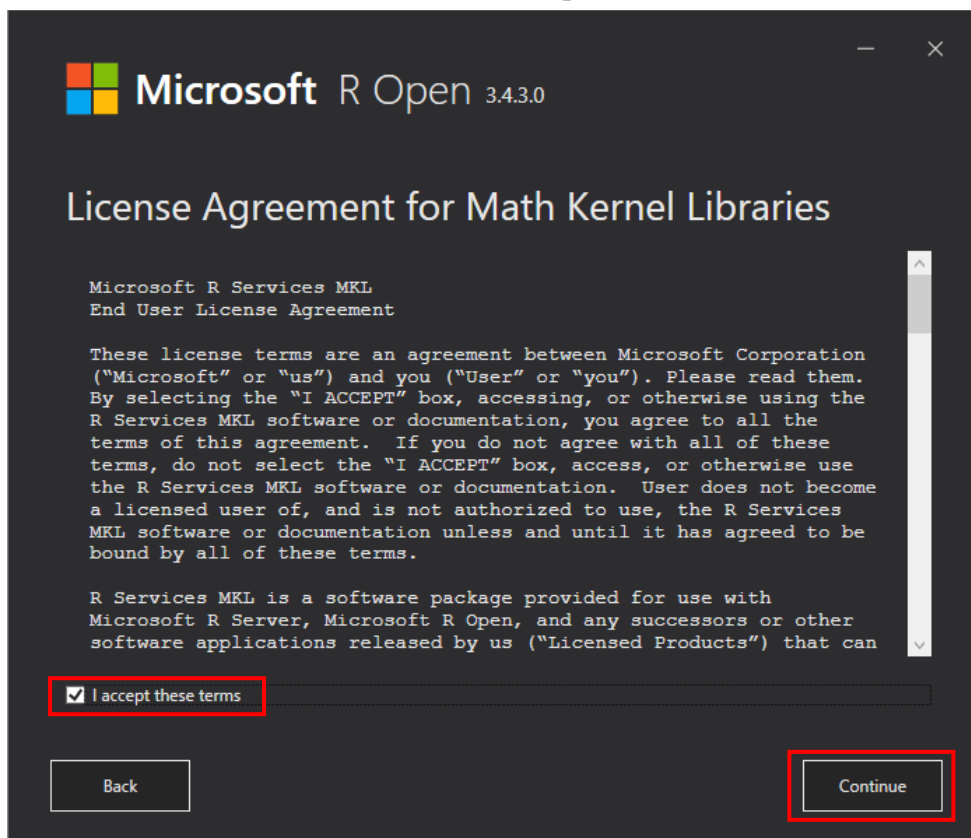 Microsoft R Open 3.4.3.0
License Agreement for Math Kernel Libraries
Microsoft R Services MKL
End User License Agreement
These license terms are an agreement between Microsoft Corporation
(“Microsoft” or “us”) and you (“User” or “you”). Please read them.
By selecting the “I ACCEPT” box, accessing, or otherwise using the
R Services MKL software or documentation, you agree to all the
terms of this agreement. If you do not agree with all of these
terms, do not select the “I ACCEPT” box, access, or otherwise use
the R Services MKL software or documentation. User does not become
a licensed user of, and is not authorized to use, the R Services
MKL software or documentation unless and until it has agreed to be
bound by all of these terms.
R Services MKL is a software package provided for use with
Microsoft R Server, Microsoft R Open, and any successors or other
software applications released by us (“Licensed Products”) that can
I accept these terms
Back
Continue